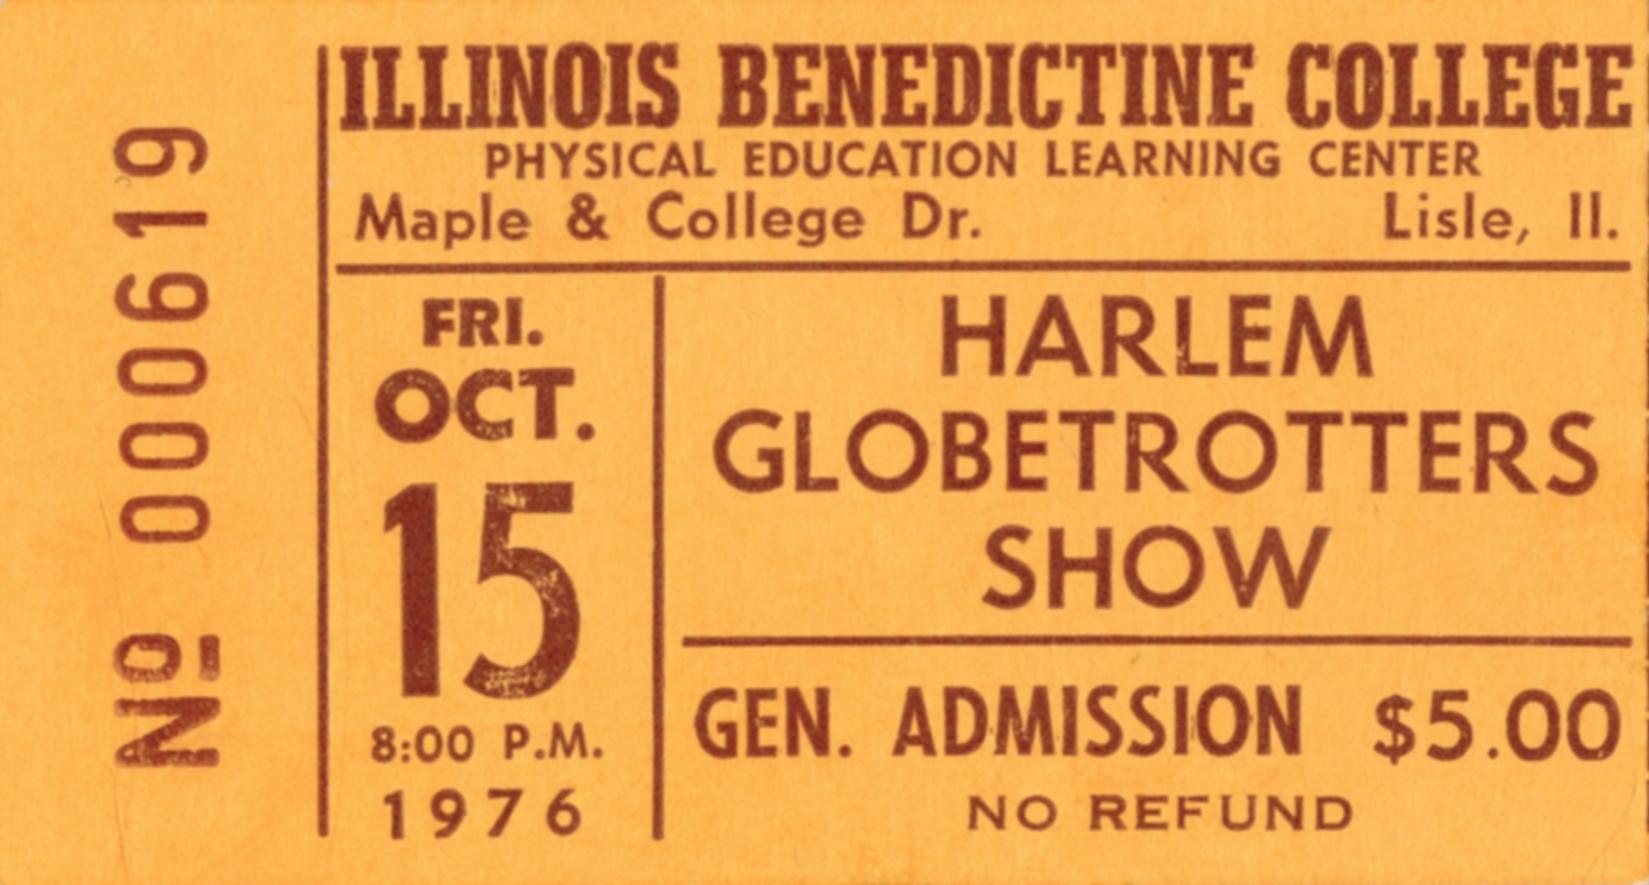 № 000619
ILLINOIS BENEDICTINE COLLEGE
PHYSICAL EDUCATION LEARNING CENTER
Maple & College Dr. Lisle, Il.
FRI.
OCT.
15
8:00 P.M.
1976
HARLEM
GLOBETROTTERS
SHOW
GEN. ADMISSION $5.00
NO REFUND